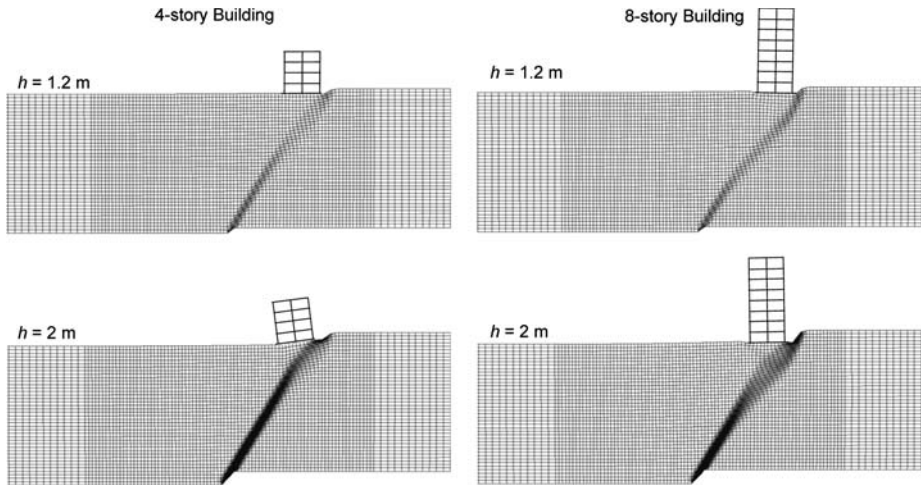 4-story Building
8-story Building
h = 1.2 m
h = 1.2 m
h = 2 m
h = 2 m